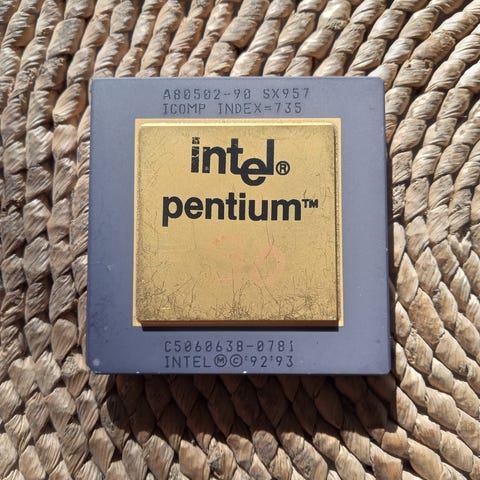 A80502-90 SX957
ICOMP INDEX=735
intel®
pentium™
C5060638-0781
INTEL Ⓜ © '92 '93